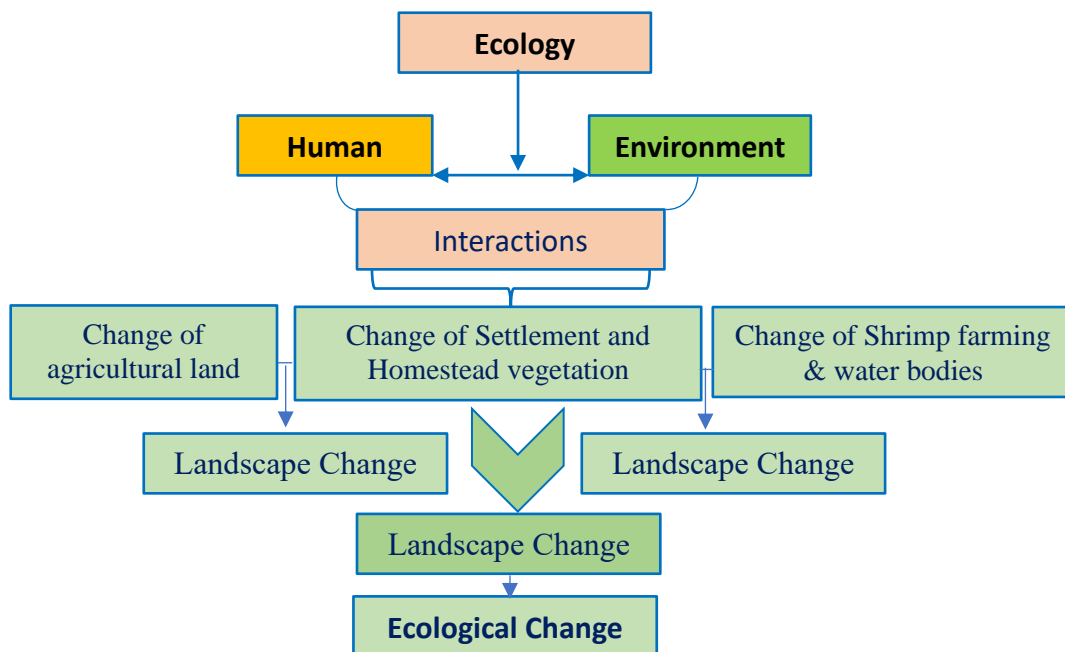 Ecology
Human
Environment
Interactions
Change of
agricultural land
Change of Settlement and
Homestead vegetation
Change of Shrimp farming
& water bodies
Landscape Change
Landscape Change
Landscape Change
Ecological Change